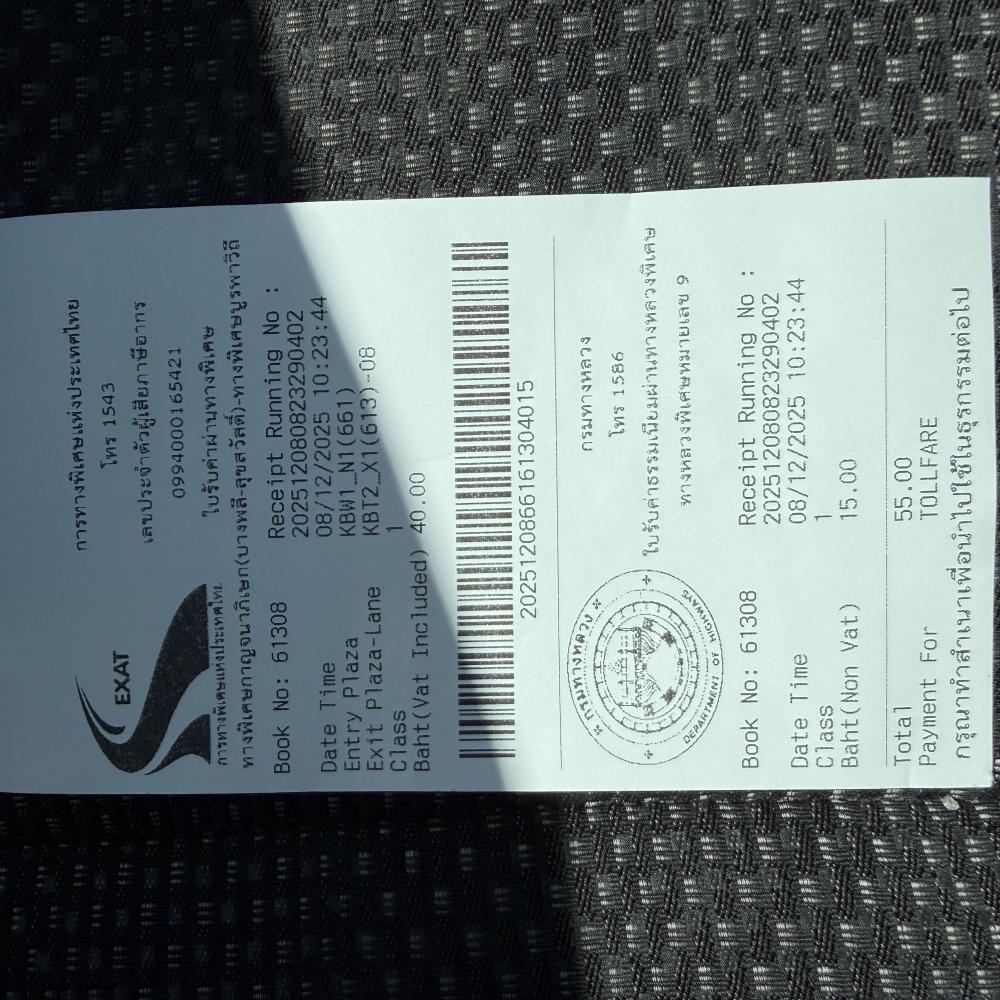 การทางพิเศษแห่งประเทศไทย
โทร 1543
เลขประจำตัวผู้เสียภาษีอากร
0994000165421
EXAT
การทางพิเศษแห่งประเทศไทย
ใบรับค่าผ่านทางพิเศษ
ทางพิเศษกาญจนาภิเษก(บางพลี-สุขสวัสดิ์)-ทางพิเศษบูรพาวิถี
Book No: 61308 Receipt Running No :
202512080823290402
Date Time 08/12/2025 10:23:44
Entry Plaza KBW1_N1(661)
Exit Plaza-Lane KBT2_X1(613)-08
Class 1
Baht(Vat Included) 40.00
2025120866161304015
กรมทางหลวง
โทร 1586
ใบรับค่าธรรมเนียมผ่านทางหลวงพิเศษ
ทางหลวงพิเศษหมายเลข 9
กรมทางหลวง
DEPARTMENT OF HIGHWAYS
Book No: 61308 Receipt Running No :
202512080823290402
Date Time 08/12/2025 10:23:44
Class 1
Baht(Non Vat) 15.00
Total 55.00
Payment For TOLLFARE
กรุณาทำสำเนาเพื่อนำไปใช้ในธุรกรรมต่อไป